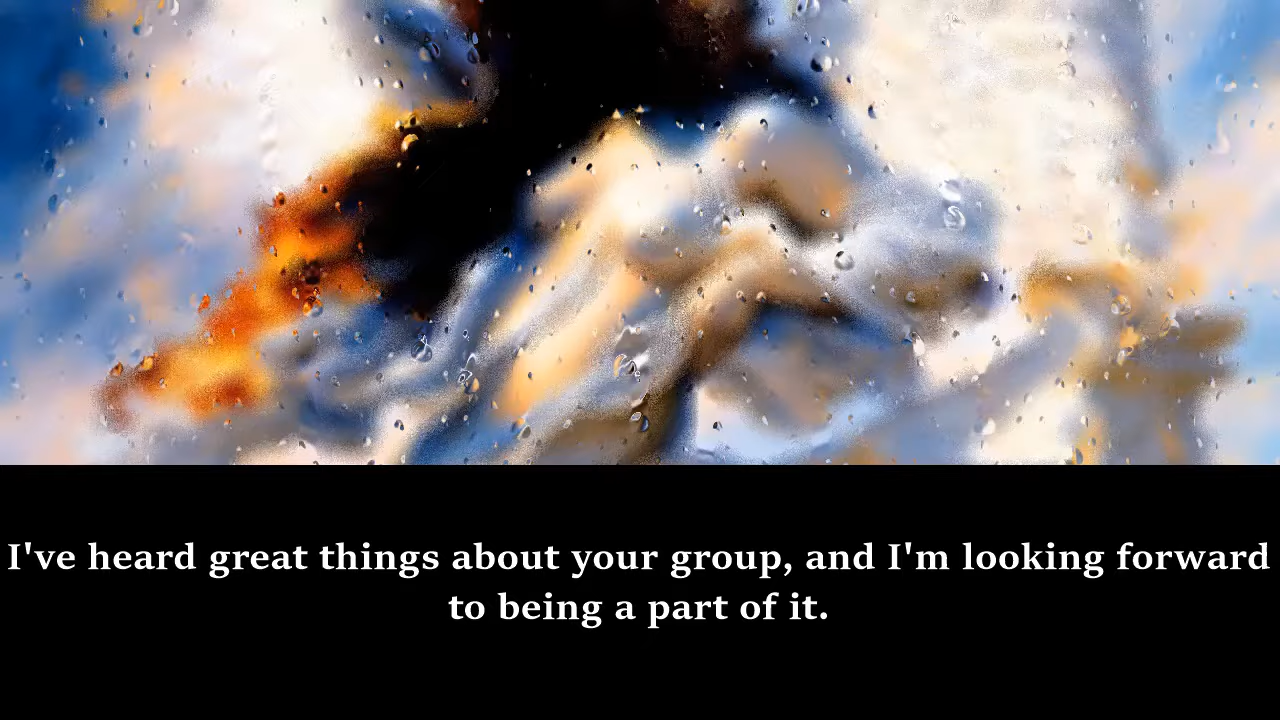 I've heard great things about your group, and I'm looking forward
to being a part of it.